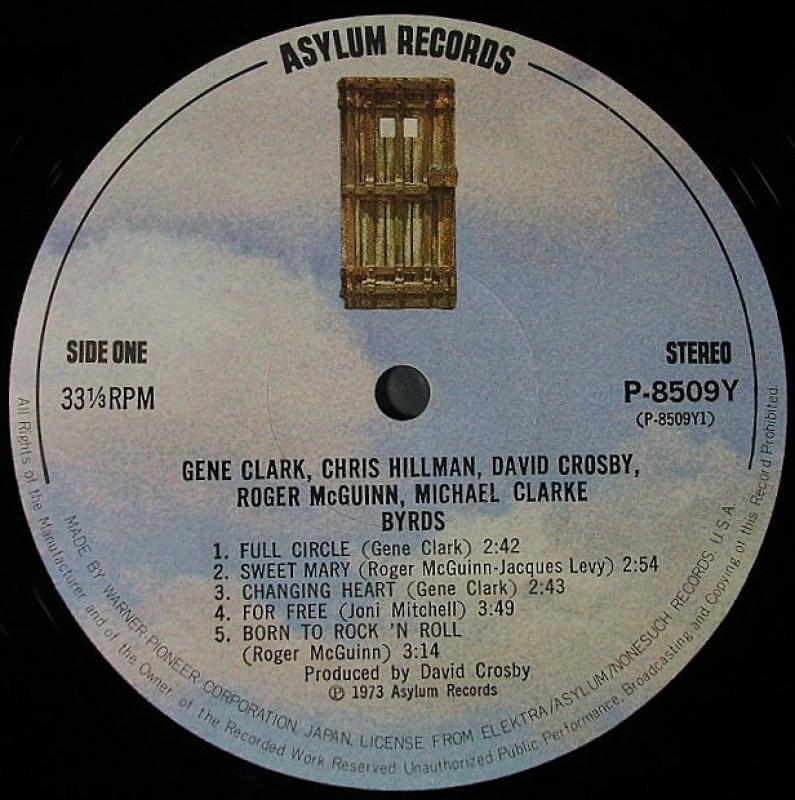 ASYLUM RECORDS
SIDE ONE
33⅓RPM
STEREO
P-8509Y
(P-8509Y1)
GENE CLARK, CHRIS HILLMAN, DAVID CROSBY,
ROGER McGUINN, MICHAEL CLARKE
BYRDS
1. FULL CIRCLE (Gene Clark) 2:42
2. SWEET MARY (Roger McGuinn-Jacques Levy) 2:54
3. CHANGING HEART (Gene Clark) 2:43
4. FOR FREE (Joni Mitchell) 3:49
5. BORN TO ROCK 'N ROLL
(Roger McGuinn) 3:14
Produced by David Crosby
℗ 1973 Asylum Records
MADE BY WARNER-PIONEER CORPORATION, JAPAN, LICENSE FROM ELEKTRA/ASYLUM/NONESUCH RECORDS, U.S.A.
All Rights of the Manufacturer and of the Owner of the Recorded Work Reserved Unauthorized Public Performance, Broadcasting and Copying of this Record Prohibited.